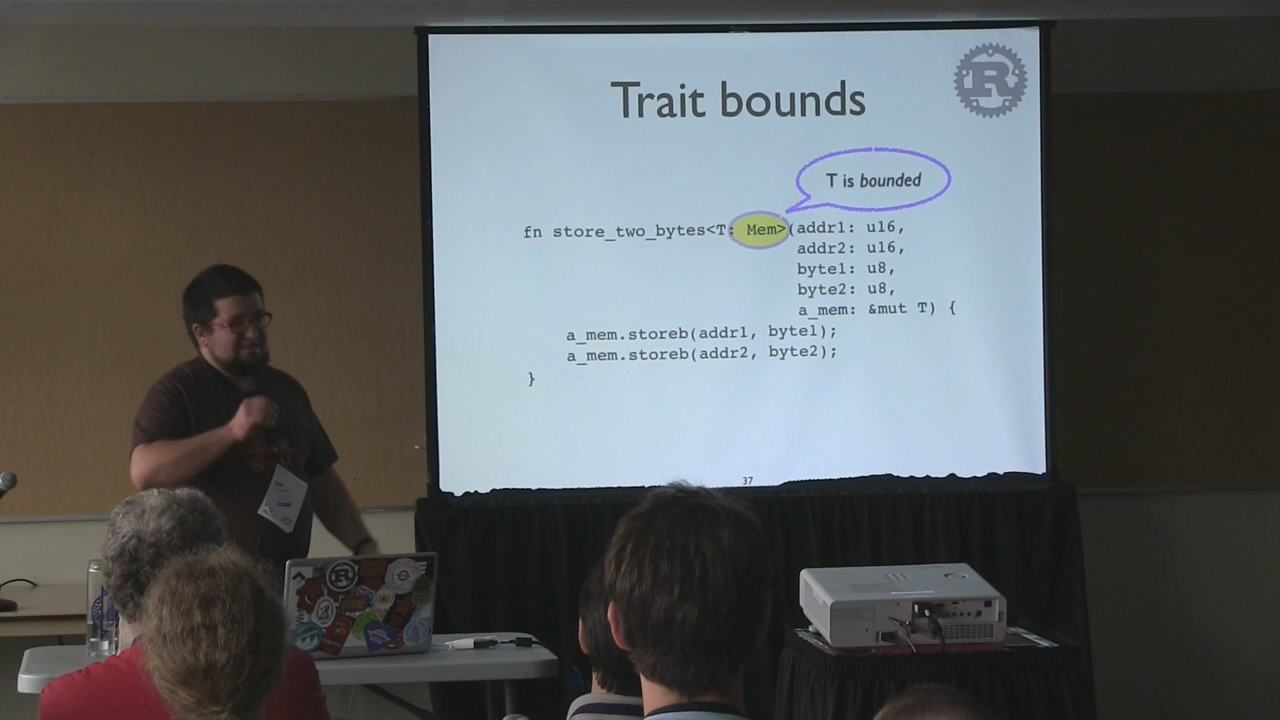 Trait bounds
R
T is bounded
fn store_two_bytes<T: Mem>(addr1: u16,
addr2: u16,
byte1: u8,
byte2: u8,
a_mem: &mut T) {
a_mem.storeb(addr1, byte1);
a_mem.storeb(addr2, byte2);
}
37
R